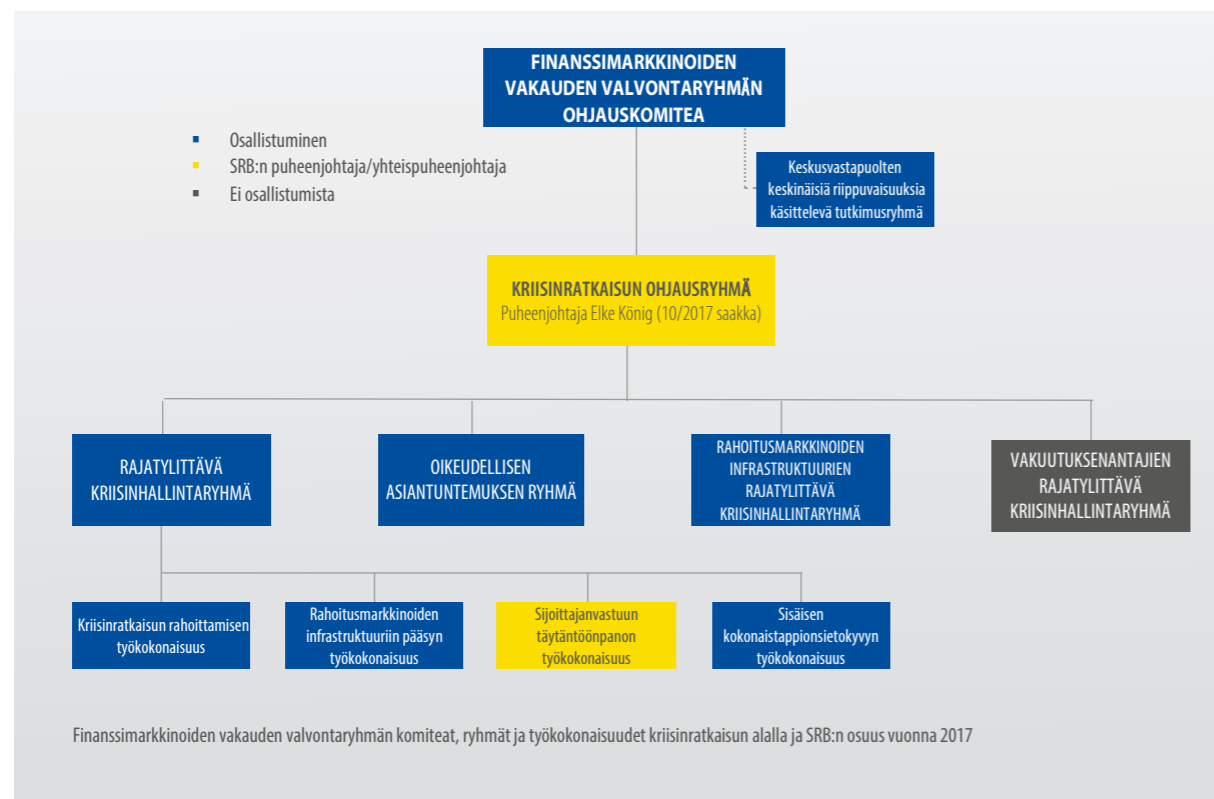 FINANSSIMARKKINOIDEN
VAKAUDEN VALVONTARYHMÄN
OHJAUSKOMITEA
▪ Osallistuminen
▪ SRB:n puheenjohtaja/yhteispuheenjohtaja
▪ Ei osallistumista
Keskusvastapuolten
keskinäisiä riippuvaisuuksia
käsittelevä tutkimusryhmä
KRIISINRATKAISUN OHJAUSRYHMÄ
Puheenjohtaja Elke König (10/2017 saakka)
RAJATYLITTÄVÄ
KRIISINHALLINTARYHMÄ
OIKEUDELLISEN
ASIANTUNTEMUKSEN RYHMÄ
RAHOITUSMARKKINOIDEN
INFRASTRUKTUURIEN
RAJATYLITTÄVÄ
KRIISINHALLINTARYHMÄ
VAKUUTUKSENANTAJIEN
RAJATYLITTÄVÄ
KRIISINHALLINTARYHMÄ
Kriisinratkaisun rahoittamisen
työkokonaisuus
Rahoitusmarkkinoiden
infrastruktuuriin pääsyn
työkokonaisuus
Sijoittajanvastuun
täytäntöönpanon
työkokonaisuus
Sisäisen
kokonaistappionsietokyvyn
työkokonaisuus
Finanssimarkkinoiden vakauden valvontaryhmän komiteat, ryhmät ja työkokonaisuudet kriisinratkaisun alalla ja SRB:n osuus vuonna 2017